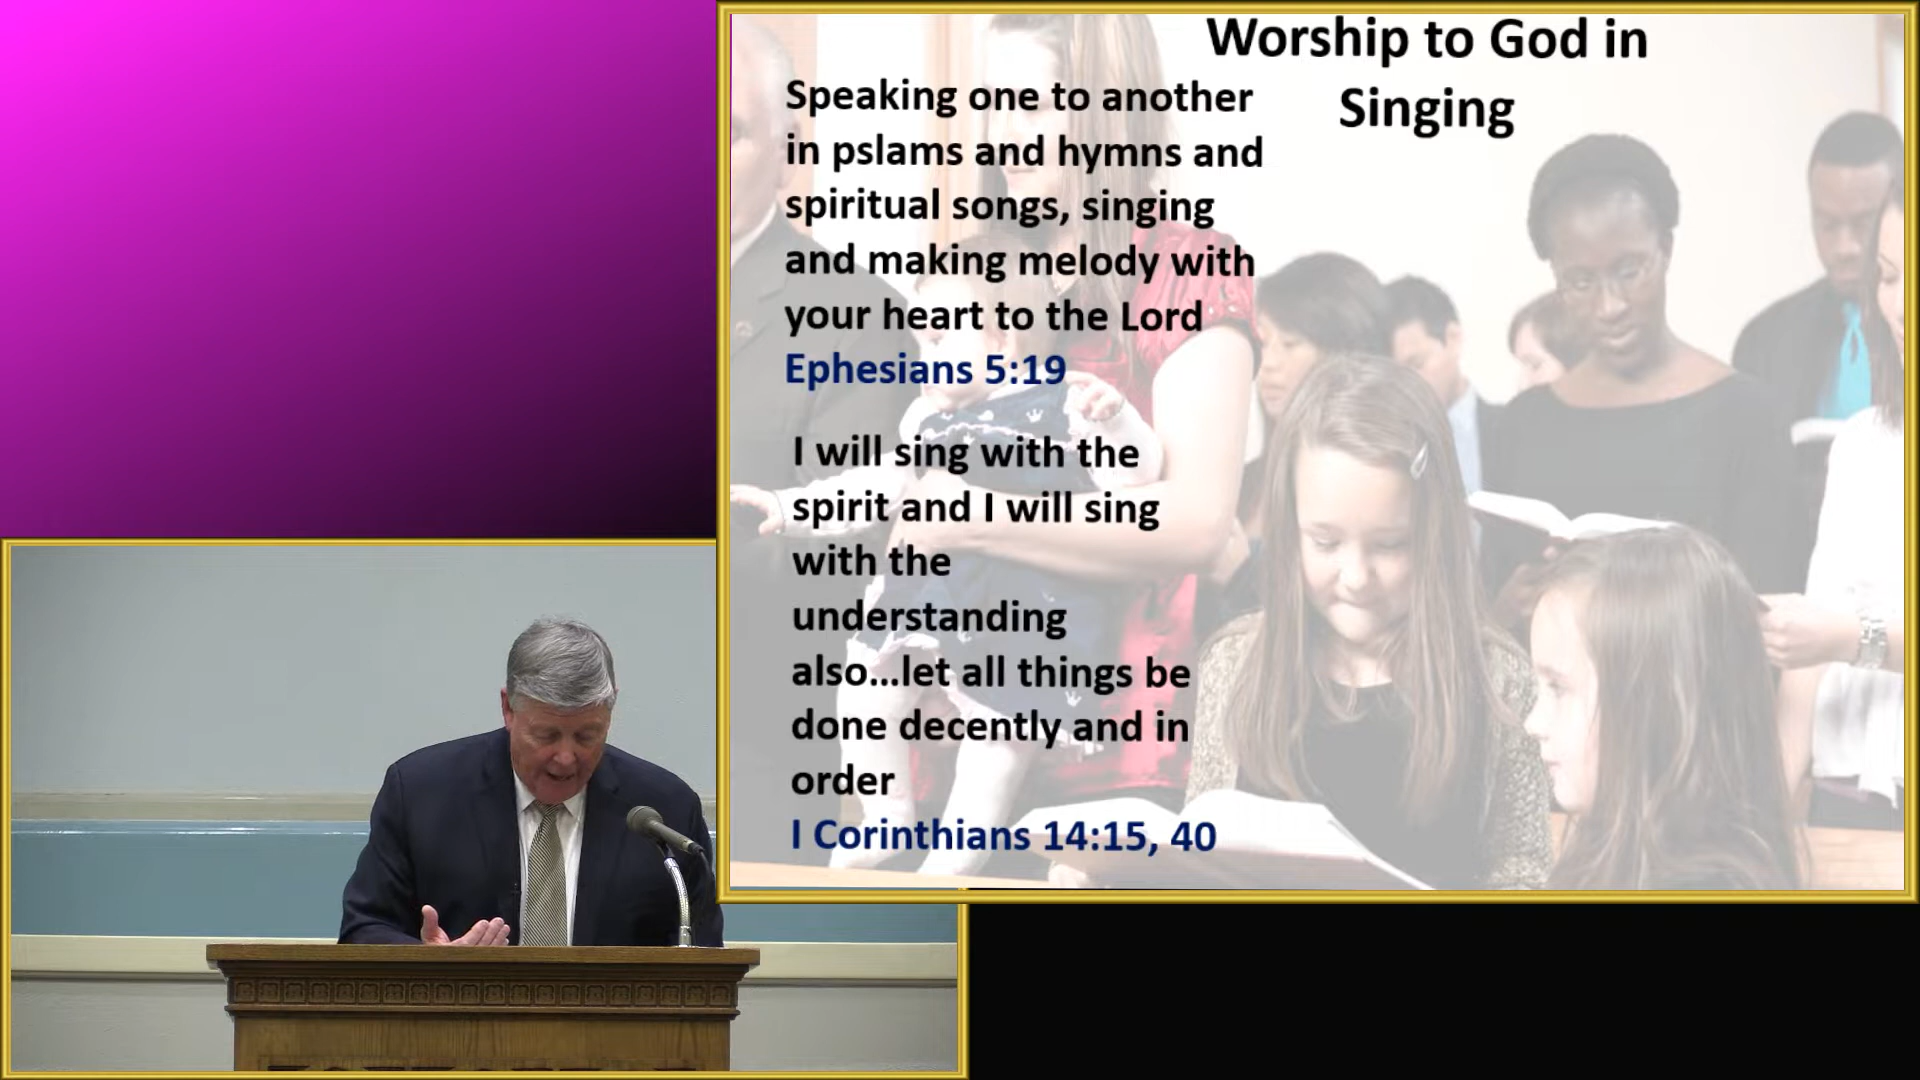 Worship to God in
Singing
Speaking one to another
in pslams and hymns and
spiritual songs, singing
and making melody with
your heart to the Lord
Ephesians 5:19
I will sing with the
spirit and I will sing
with the
understanding
also...let all things be
done decently and in
order
I Corinthians 14:15, 40